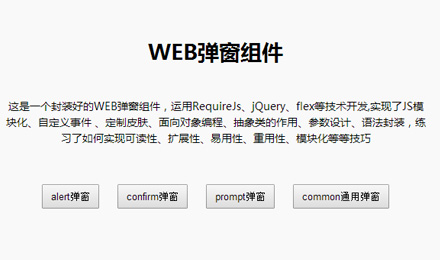 WEB弹窗组件
这是一个封装好的WEB弹窗组件，运用RequireJs、jQuery、flex等技术开发,实现了JS模
块化、自定义事件 、定制皮肤、面向对象编程、抽象类的作用、参数设计、语法封装，练
习了如何实现可读性、扩展性、易用性、重用性、模块化等等技巧
alert弹窗 confirm弹窗 prompt弹窗 common通用弹窗